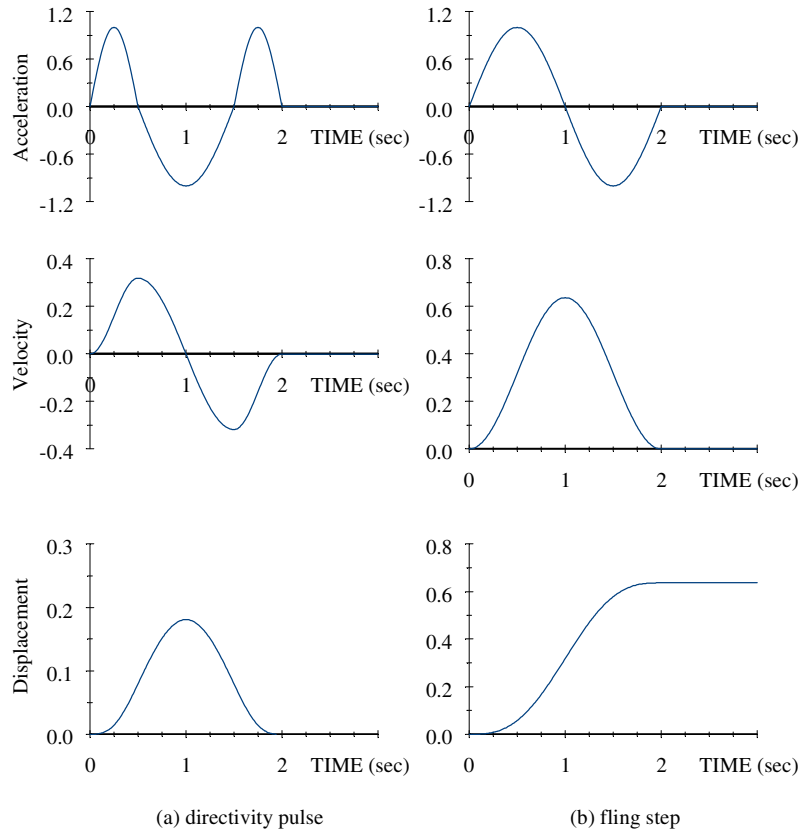 1.2
0.6
0.0
-0.6
-1.2
Acceleration
0 1 2 TIME (sec)
1.2
0.6
0.0
-0.6
-1.2
0 1 2 TIME (sec)
0.4
0.2
0.0
-0.2
-0.4
Velocity
0 1 2 TIME (sec)
0.8
0.6
0.4
0.2
0.0
0 1 2 TIME (sec)
0.3
0.2
0.1
0.0
Displacement
0 1 2 TIME (sec)
0.8
0.6
0.4
0.2
0.0
0 1 2 TIME (sec)
(a) directivity pulse
(b) fling step